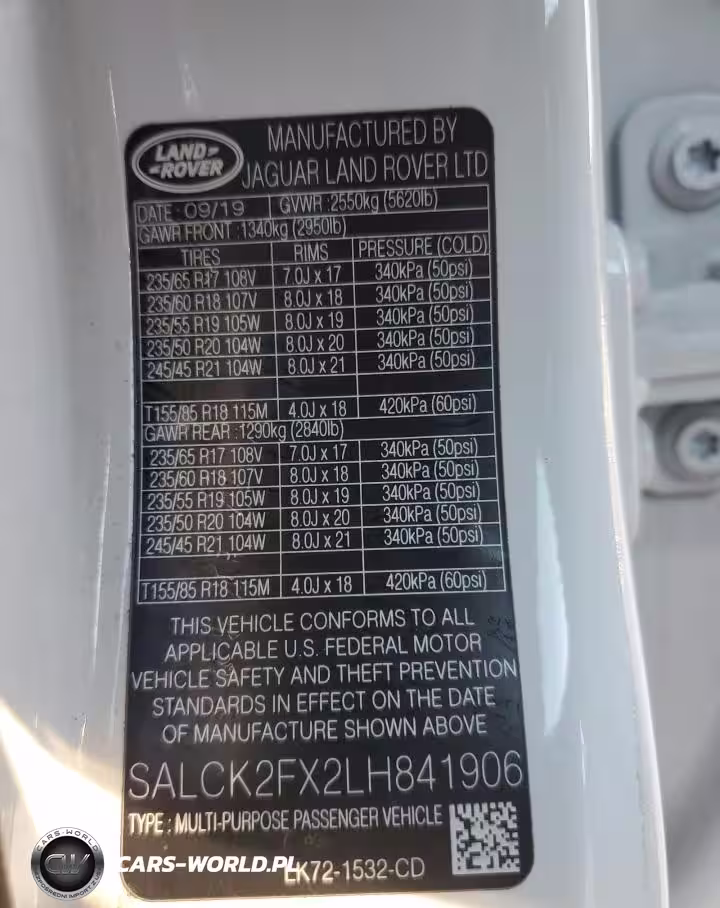 LAND-
-ROVER
MANUFACTURED BY
JAGUAR LAND ROVER LTD
DATE: 09/19 GVWR :2550kg (5620lb)
GAWR FRONT :1340kg (2950lb)
TIRES RIMS PRESSURE (COLD)
235/65 R17 108V 7.0J x 17 340kPa (50psi)
235/60 R18 107V 8.0J x 18 340kPa (50psi)
235/55 R19 105W 8.0J x 19 340kPa (50psi)
235/50 R20 104W 8.0J x 20 340kPa (50psi)
245/45 R21 104W 8.0J x 21 340kPa (50psi)
T155/85 R18 115M 4.0J x 18 420kPa (60psi)
GAWR REAR :1290kg (2840lb)
235/65 R17 108V 7.0J x 17 340kPa (50psi)
235/60 R18 107V 8.0J x 18 340kPa (50psi)
235/55 R19 105W 8.0J x 19 340kPa (50psi)
235/50 R20 104W 8.0J x 20 340kPa (50psi)
245/45 R21 104W 8.0J x 21 340kPa (50psi)
T155/85 R18 115M 4.0J x 18 420kPa (60psi)
THIS VEHICLE CONFORMS TO ALL
APPLICABLE U.S. FEDERAL MOTOR
VEHICLE SAFETY AND THEFT PREVENTION
STANDARDS IN EFFECT ON THE DATE
OF MANUFACTURE SHOWN ABOVE
SALCK2FX2LH841906
TYPE : MULTI-PURPOSE PASSENGER VEHICLE
LK72-1532-CD
CARS-WORLD
CW
CARS-WORLD.PL